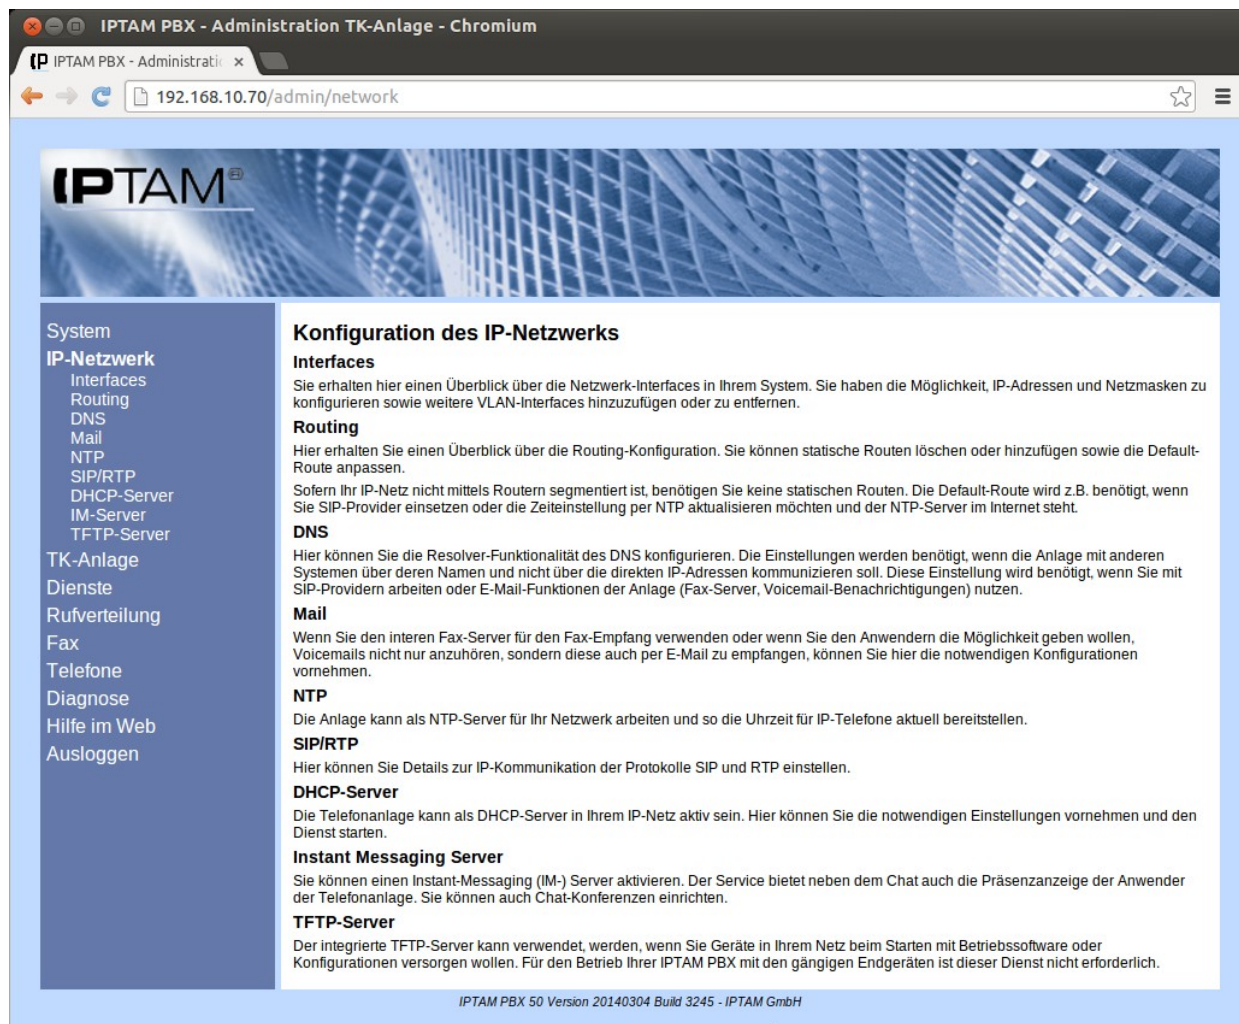 IPTAM PBX - Administration TK-Anlage - Chromium
IPTAM PBX - Administratio
192.168.10.70/admin/network
IPTAM®
System
IP-Netzwerk
Interfaces
Routing
DNS
Mail
NTP
SIP/RTP
DHCP-Server
IM-Server
TFTP-Server
TK-Anlage
Dienste
Rufverteilung
Fax
Telefone
Diagnose
Hilfe im Web
Ausloggen
Konfiguration des IP-Netzwerks
Interfaces
Sie erhalten hier einen Überblick über die Netzwerk-Interfaces in Ihrem System. Sie haben die Möglichkeit, IP-Adressen und Netzmasken zu
konfigurieren sowie weitere VLAN-Interfaces hinzuzufügen oder zu entfernen.
Routing
Hier erhalten Sie einen Überblick über die Routing-Konfiguration. Sie können statische Routen löschen oder hinzufügen sowie die Default-
Route anpassen.
Sofern Ihr IP-Netz nicht mittels Routern segmentiert ist, benötigen Sie keine statischen Routen. Die Default-Route wird z.B. benötigt, wenn
Sie SIP-Provider einsetzen oder die Zeiteinstellung per NTP aktualisieren möchten und der NTP-Server im Internet steht.
DNS
Hier können Sie die Resolver-Funktionalität des DNS konfigurieren. Die Einstellungen werden benötigt, wenn die Anlage mit anderen
Systemen über deren Namen und nicht über die direkten IP-Adressen kommunizieren soll. Diese Einstellung wird benötigt, wenn Sie mit
SIP-Providern arbeiten oder E-Mail-Funktionen der Anlage (Fax-Server, Voicemail-Benachrichtigungen) nutzen.
Mail
Wenn Sie den interen Fax-Server für den Fax-Empfang verwenden oder wenn Sie den Anwendern die Möglichkeit geben wollen,
Voicemails nicht nur anzuhören, sondern diese auch per E-Mail zu empfangen, können Sie hier die notwendigen Konfigurationen
vornehmen.
NTP
Die Anlage kann als NTP-Server für Ihr Netzwerk arbeiten und so die Uhrzeit für IP-Telefone aktuell bereitstellen.
SIP/RTP
Hier können Sie Details zur IP-Kommunikation der Protokolle SIP und RTP einstellen.
DHCP-Server
Die Telefonanlage kann als DHCP-Server in Ihrem IP-Netz aktiv sein. Hier können Sie die notwendigen Einstellungen vornehmen und den
Dienst starten.
Instant Messaging Server
Sie können einen Instant-Messaging (IM-) Server aktivieren. Der Service bietet neben dem Chat auch die Präsenzanzeige der Anwender
der Telefonanlage. Sie können auch Chat-Konferenzen einrichten.
TFTP-Server
Der integrierte TFTP-Server kann verwendet, werden, wenn Sie Geräte in Ihrem Netz beim Starten mit Betriebssoftware oder
Konfigurationen versorgen wollen. Für den Betrieb Ihrer IPTAM PBX mit den gängigen Endgeräten ist dieser Dienst nicht erforderlich.
IPTAM PBX 50 Version 20140304 Build 3245 - IPTAM GmbH